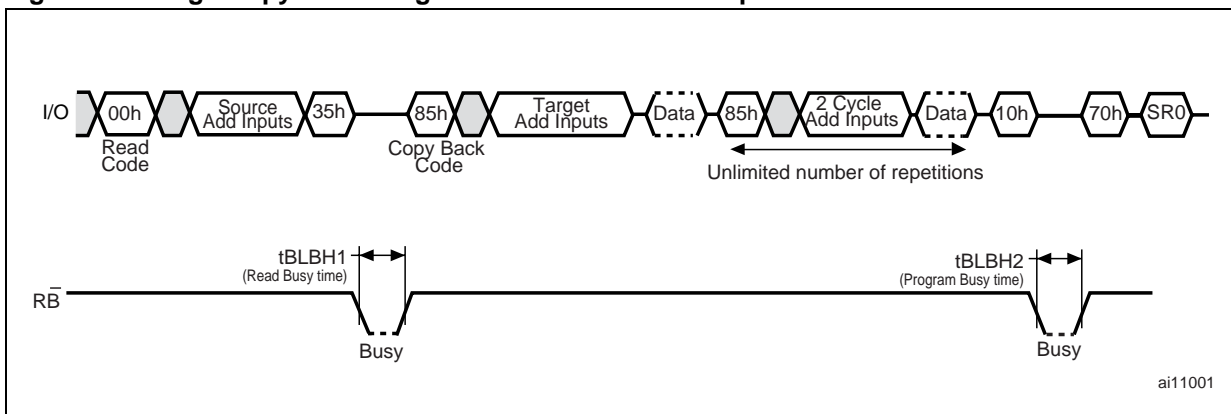 I/O 00h Source Add Inputs 35h 85h Target Add Inputs Data 85h 2 Cycle Add Inputs Data 10h 70h SR0
Read Code
Copy Back Code
Unlimited number of repetitions
tBLBH1
(Read Busy time)
tBLBH2
(Program Busy time)
RB
Busy
Busy
ai11001